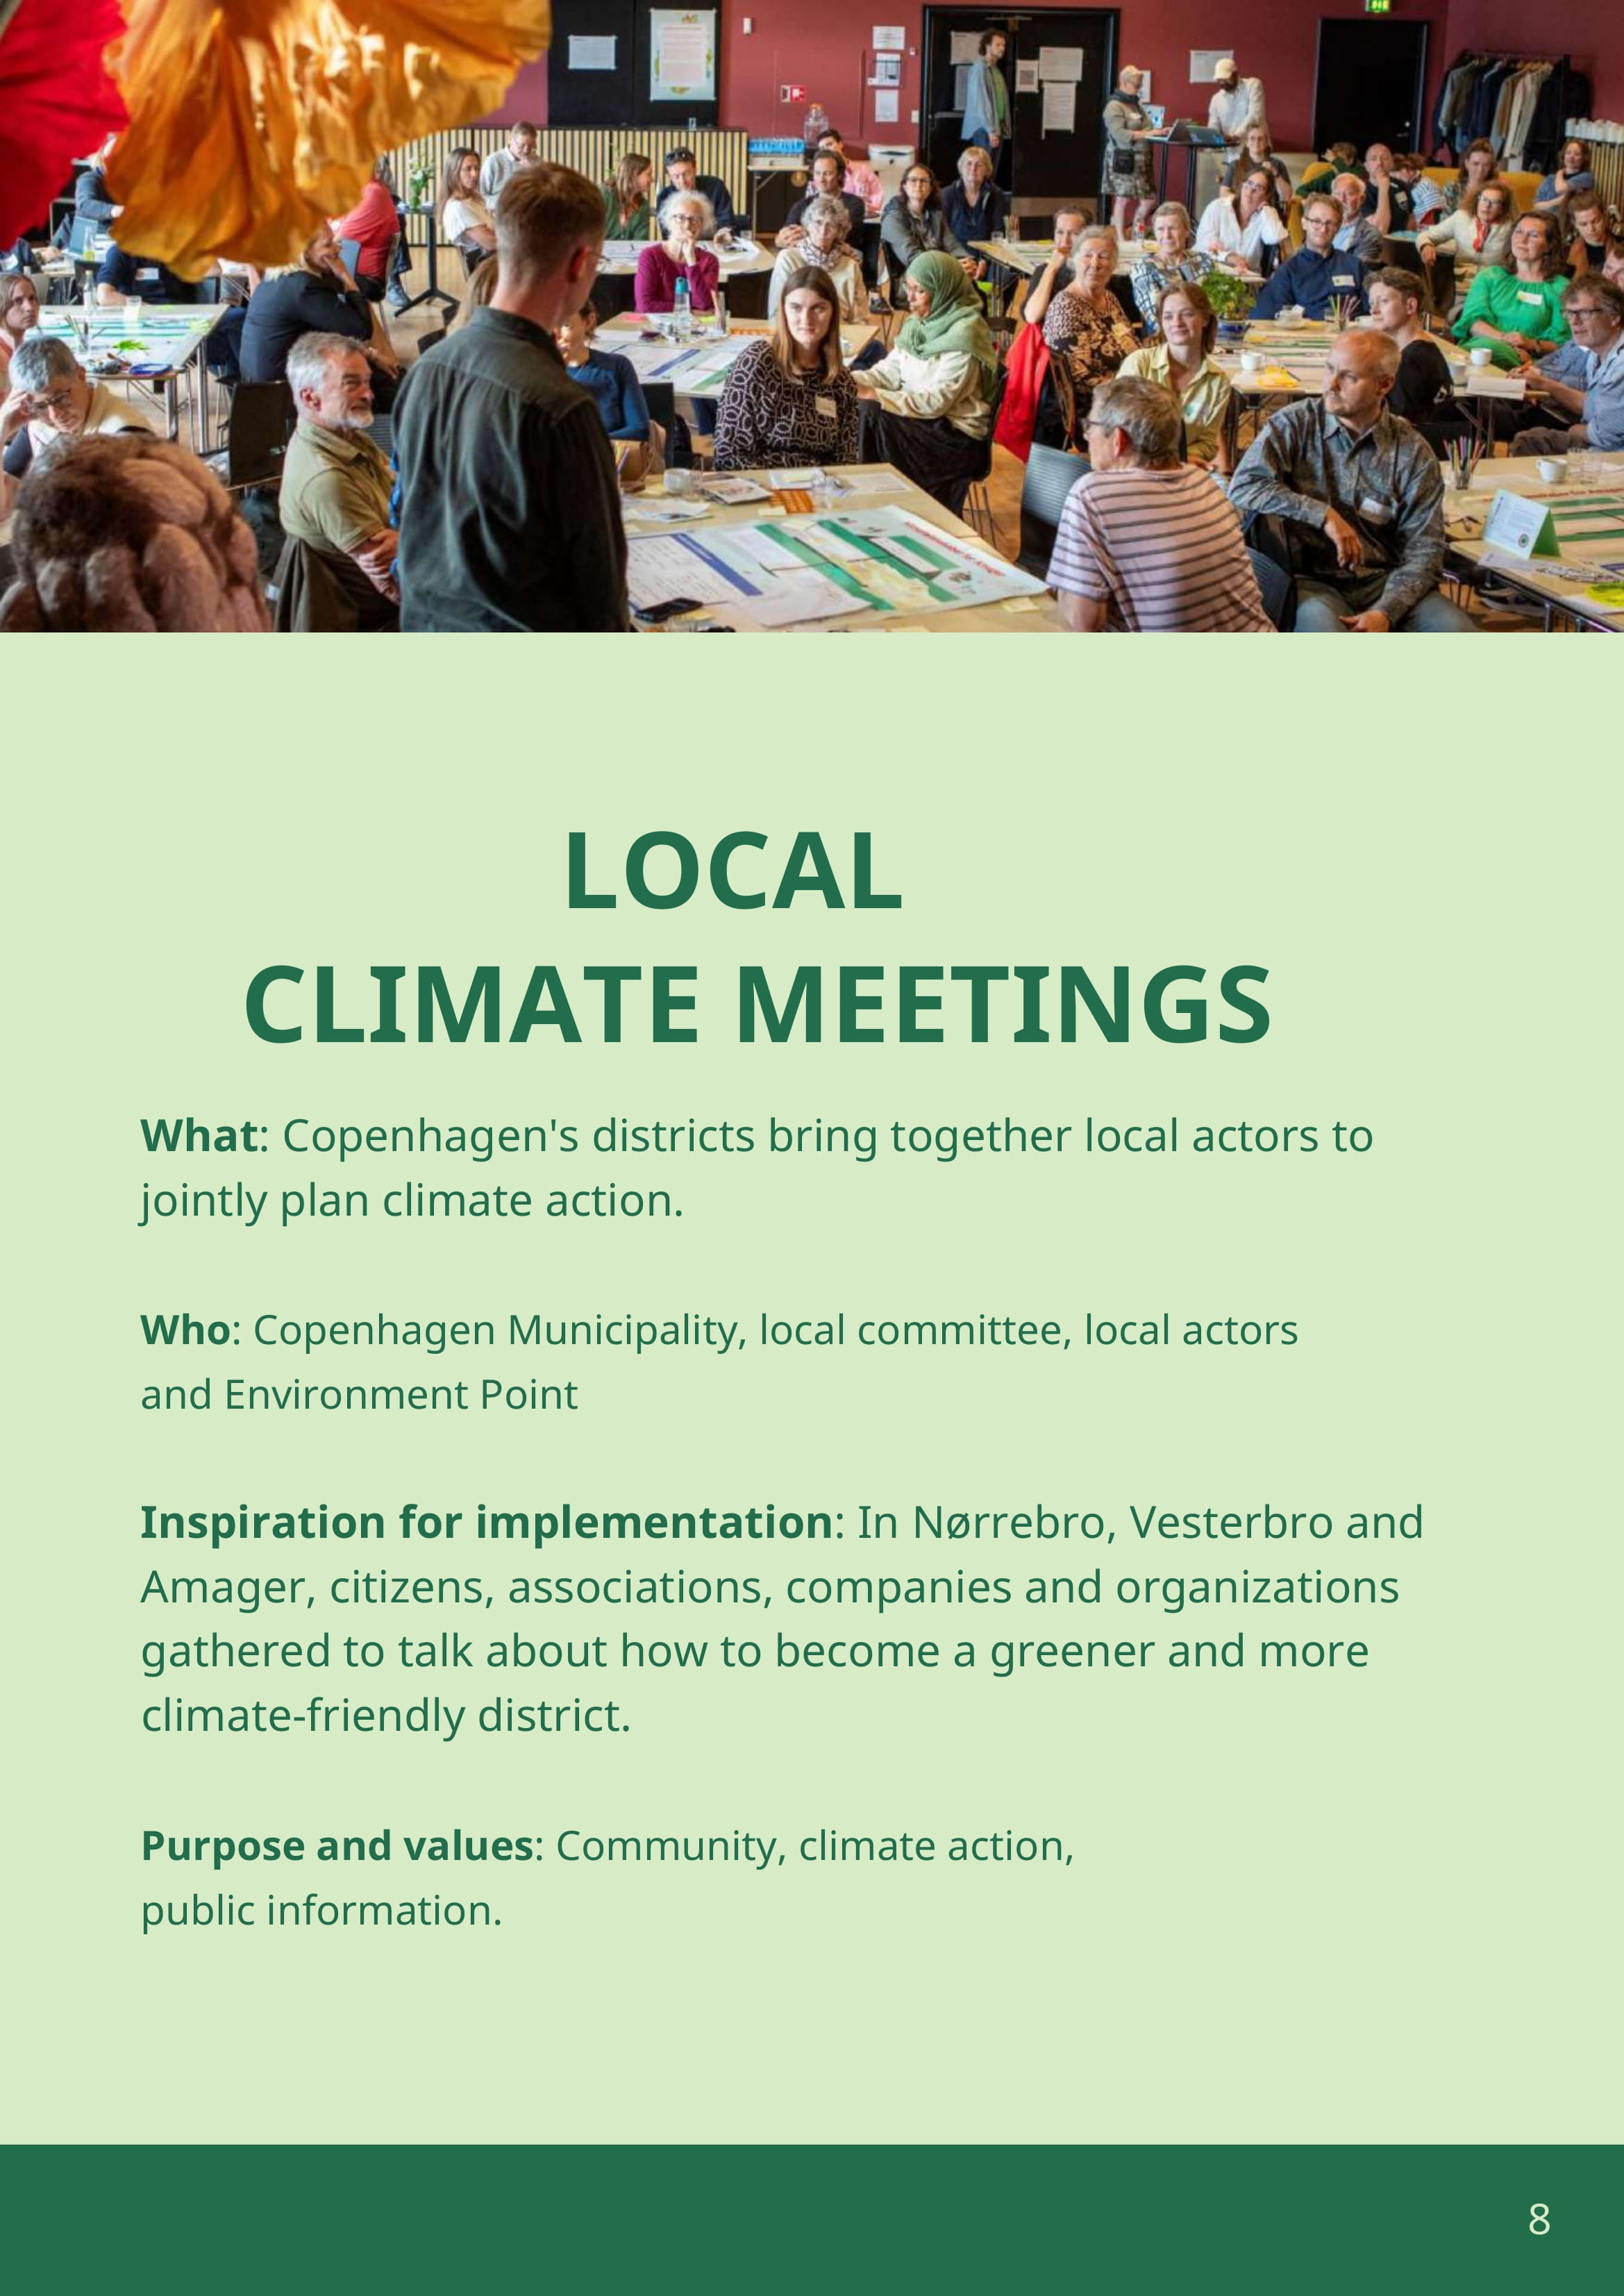 LOCAL
CLIMATE MEETINGS
What: Copenhagen's districts bring together local actors to
jointly plan climate action.
Who: Copenhagen Municipality, local committee, local actors
and Environment Point
Inspiration for implementation: In Nørrebro, Vesterbro and
Amager, citizens, associations, companies and organizations
gathered to talk about how to become a greener and more
climate-friendly district.
Purpose and values: Community, climate action,
public information.
8